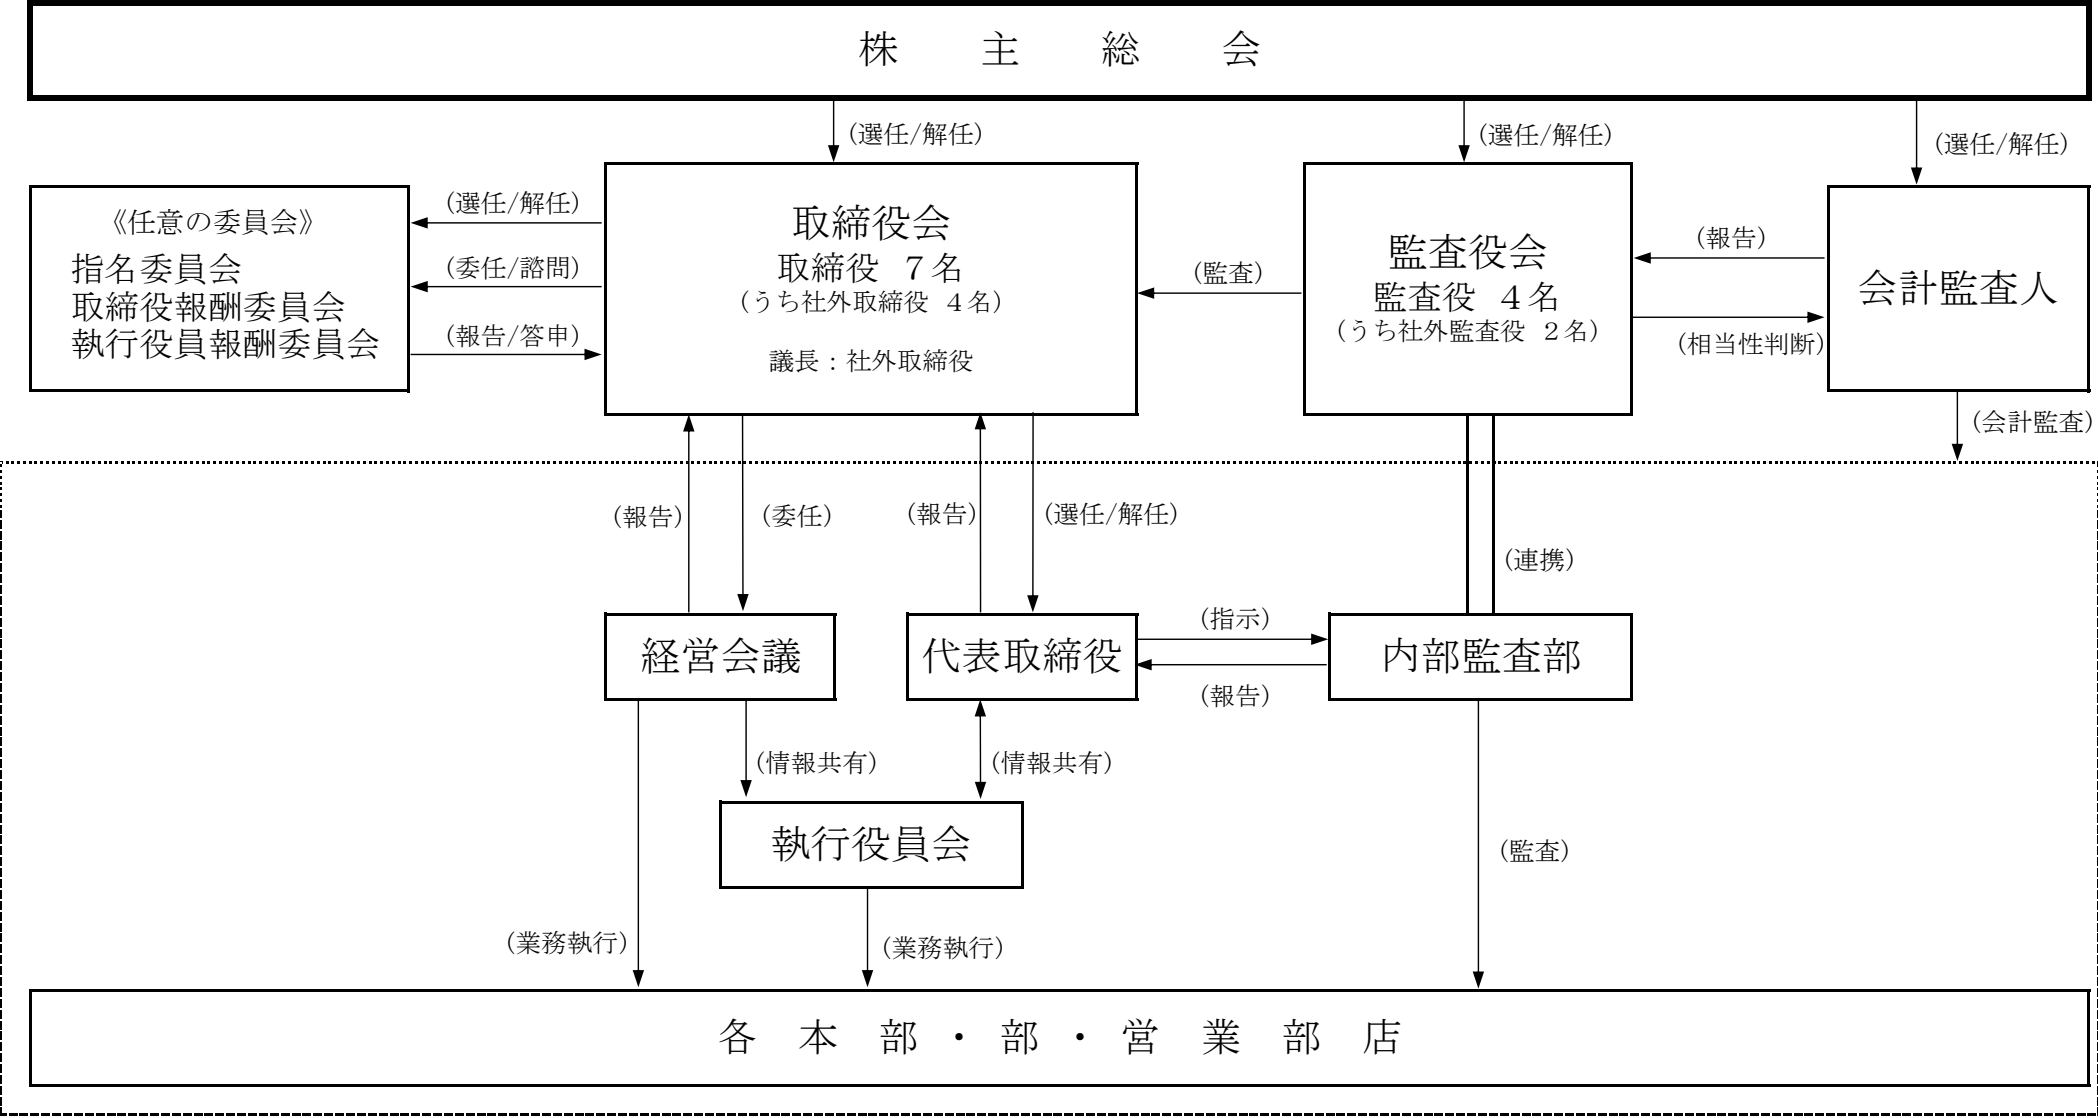 株主総会
(選任/解任)
(選任/解任)
(選任/解任)
《任意の委員会》
指名委員会
取締役報酬委員会
執行役員報酬委員会
(選任/解任)
(委任/諮問)
(報告/答申)
取締役会
取締役 ７名
(うち社外取締役 ４名)
議長：社外取締役
(監査)
監査役会
監査役 ４名
(うち社外監査役 ２名)
(報告)
(相当性判断)
会計監査人
(会計監査)
(報告)
(委任)
(報告)
(選任/解任)
(連携)
経営会議
代表取締役
(指示)
(報告)
内部監査部
(情報共有)
(情報共有)
執行役員会
(監査)
(業務執行)
(業務執行)
各本部・部・営業部店